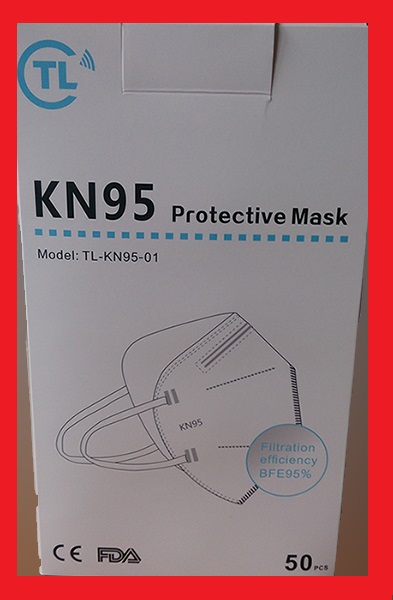 TL
KN95 Protective Mask
Model: TL-KN95-01
KN95
Filtration
efficiency
BFE95%
CE FDA
50 PCS